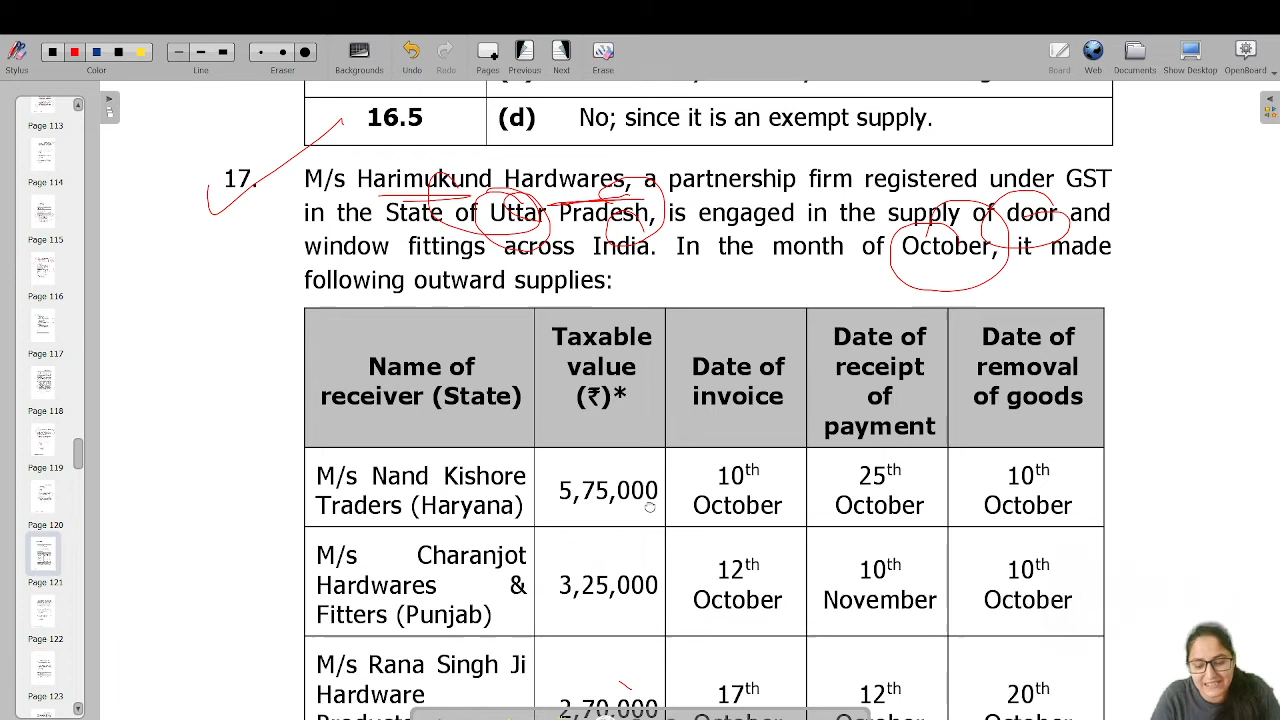 Stylus
Color
Line
Eraser
Backgrounds
Undo
Redo
Pages
Previous
Next
Erase
Board
Web
Documents
Show Desktop
OpenBoard
Page 113
Page 114
Page 115
Page 116
Page 117
Page 118
Page 119
Page 120
Page 121
Page 122
Page 123
16.5 (d) No; since it is an exempt supply.
17. M/s Harimukund Hardwares, a partnership firm registered under GST
in the State of Uttar Pradesh, is engaged in the supply of door and
window fittings across India. In the month of October, it made
following outward supplies:
Name of receiver (State)
Taxable value (₹)*
Date of invoice
Date of receipt of payment
Date of removal of goods
M/s Nand Kishore Traders (Haryana)
5,75,000
10th October
25th October
10th October
M/s Charanjot Hardwares & Fitters (Punjab)
3,25,000
12th October
10th November
10th October
M/s Rana Singh Ji Hardware
2,70,000
17th
12th
20th